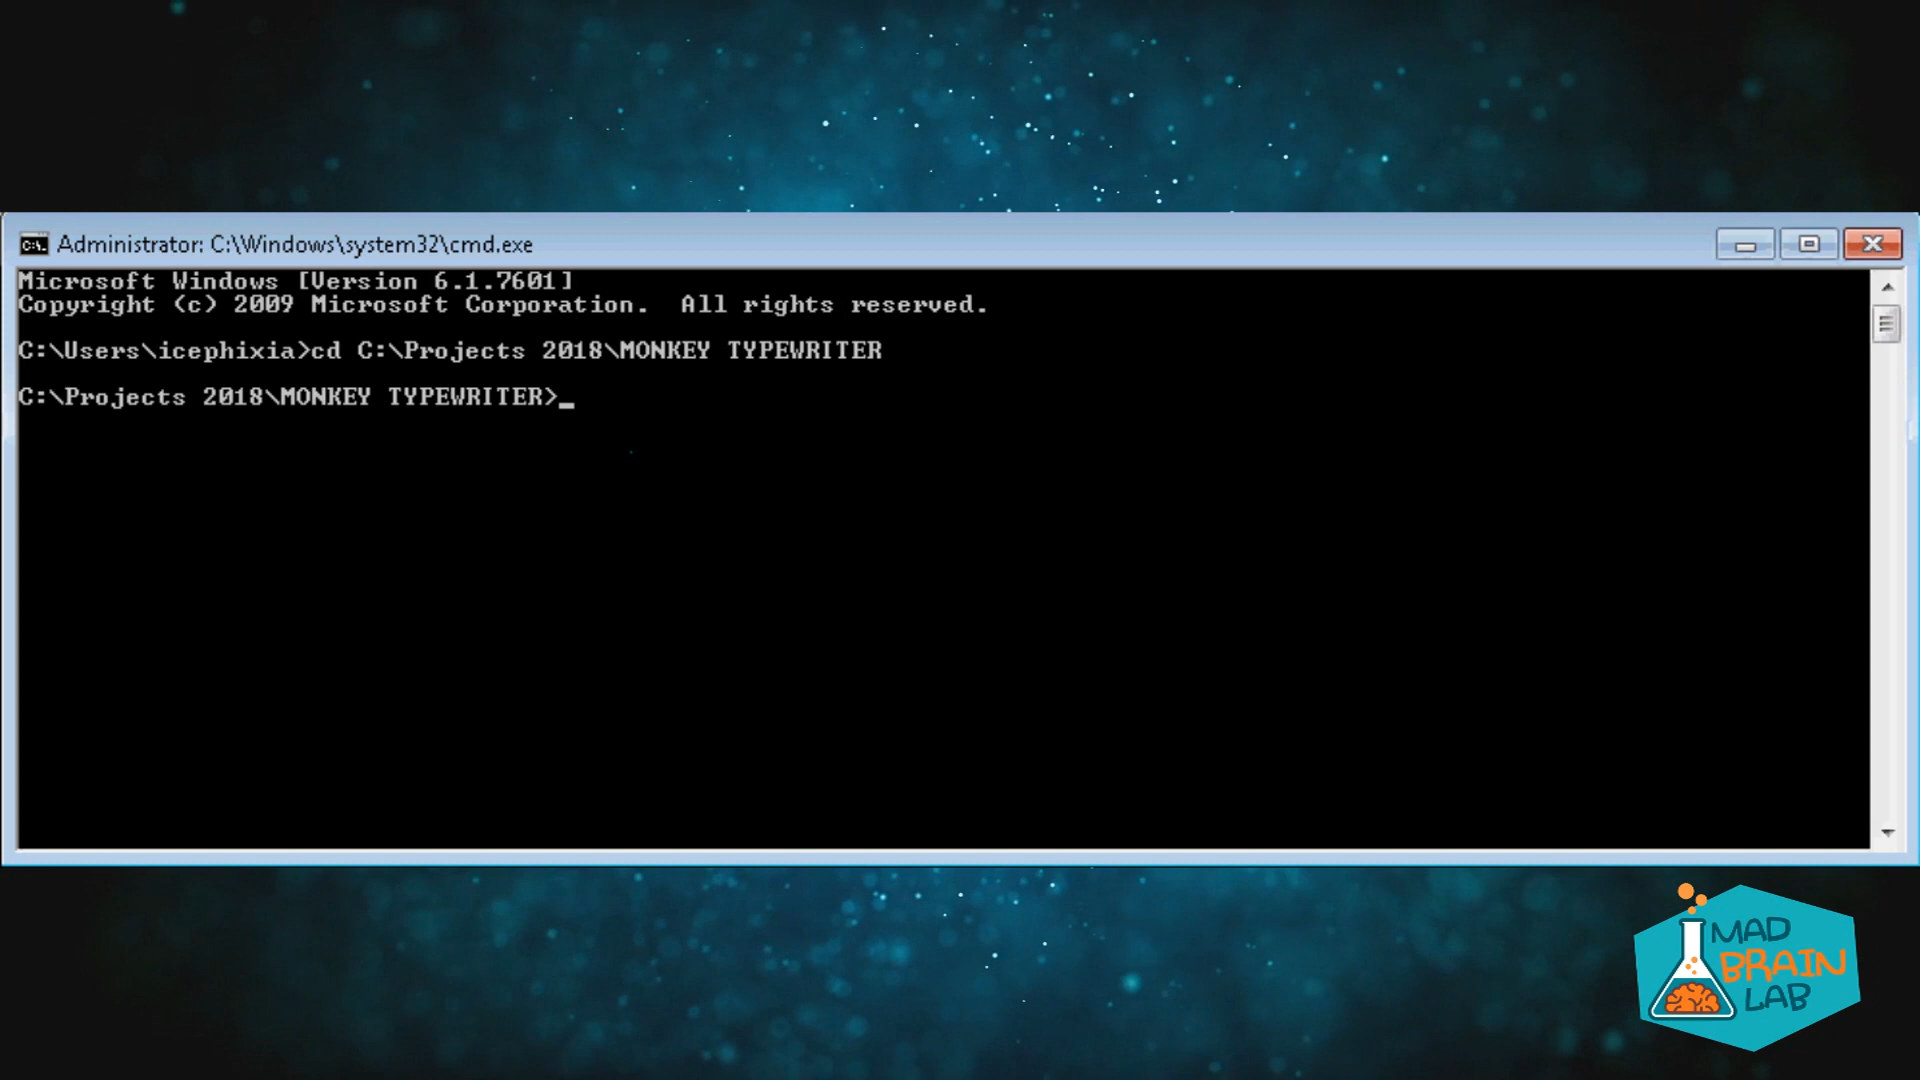 C:\. Administrator: C:\Windows\system32\cmd.exe
Microsoft Windows [Version 6.1.7601]
Copyright (c) 2009 Microsoft Corporation.  All rights reserved.
C:\Users\icephixia>cd C:\Projects 2018\MONKEY TYPEWRITER
C:\Projects 2018\MONKEY TYPEWRITER>_
MAD
BRAIN
LAB